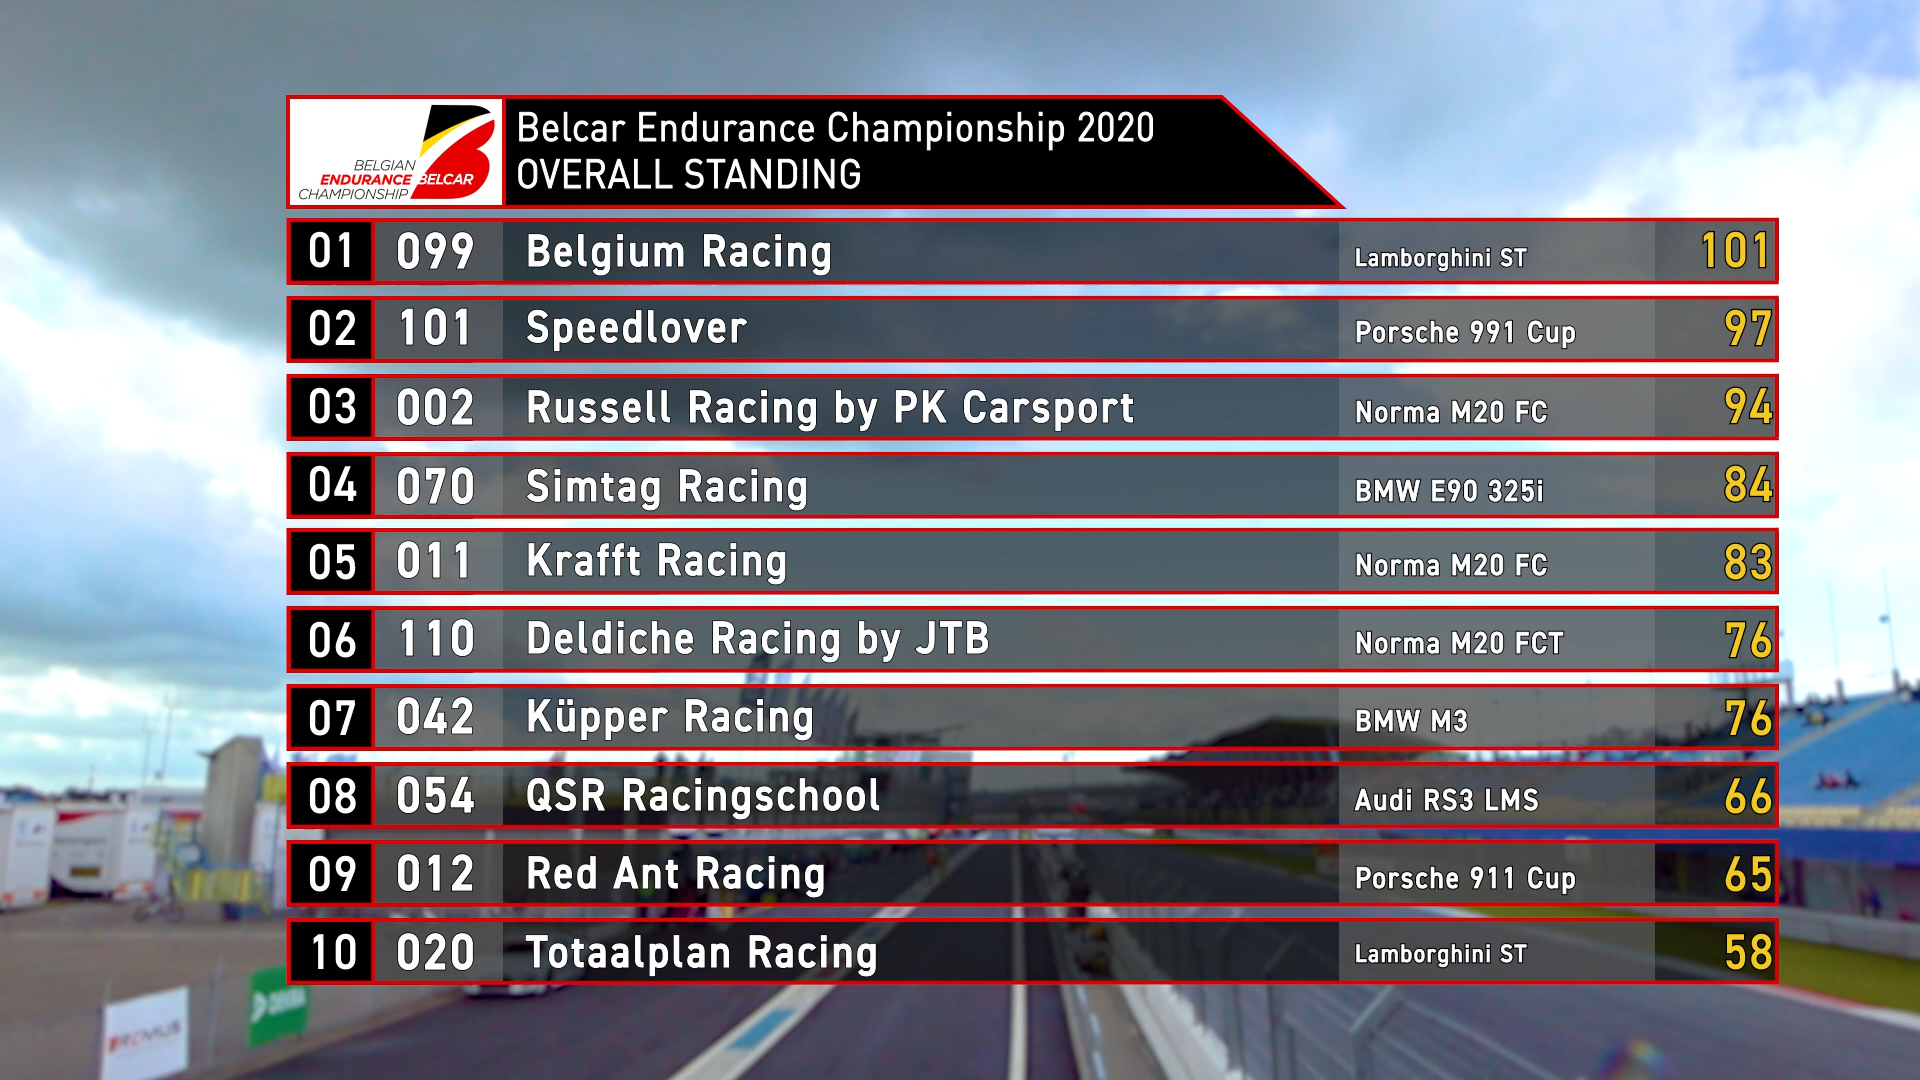 BELGIAN
ENDURANCE BELCAR
CHAMPIONSHIP
Belcar Endurance Championship 2020
OVERALL STANDING
01 099 Belgium Racing Lamborghini ST 101
02 101 Speedlover Porsche 991 Cup 97
03 002 Russell Racing by PK Carsport Norma M20 FC 94
04 070 Simtag Racing BMW E90 325i 84
05 011 Krafft Racing Norma M20 FC 83
06 110 Deldiche Racing by JTB Norma M20 FCT 76
07 042 Küpper Racing BMW M3 76
08 054 QSR Racingschool Audi RS3 LMS 66
09 012 Red Ant Racing Porsche 911 Cup 65
10 020 Totaalplan Racing Lamborghini ST 58
DEKRA
REMUS